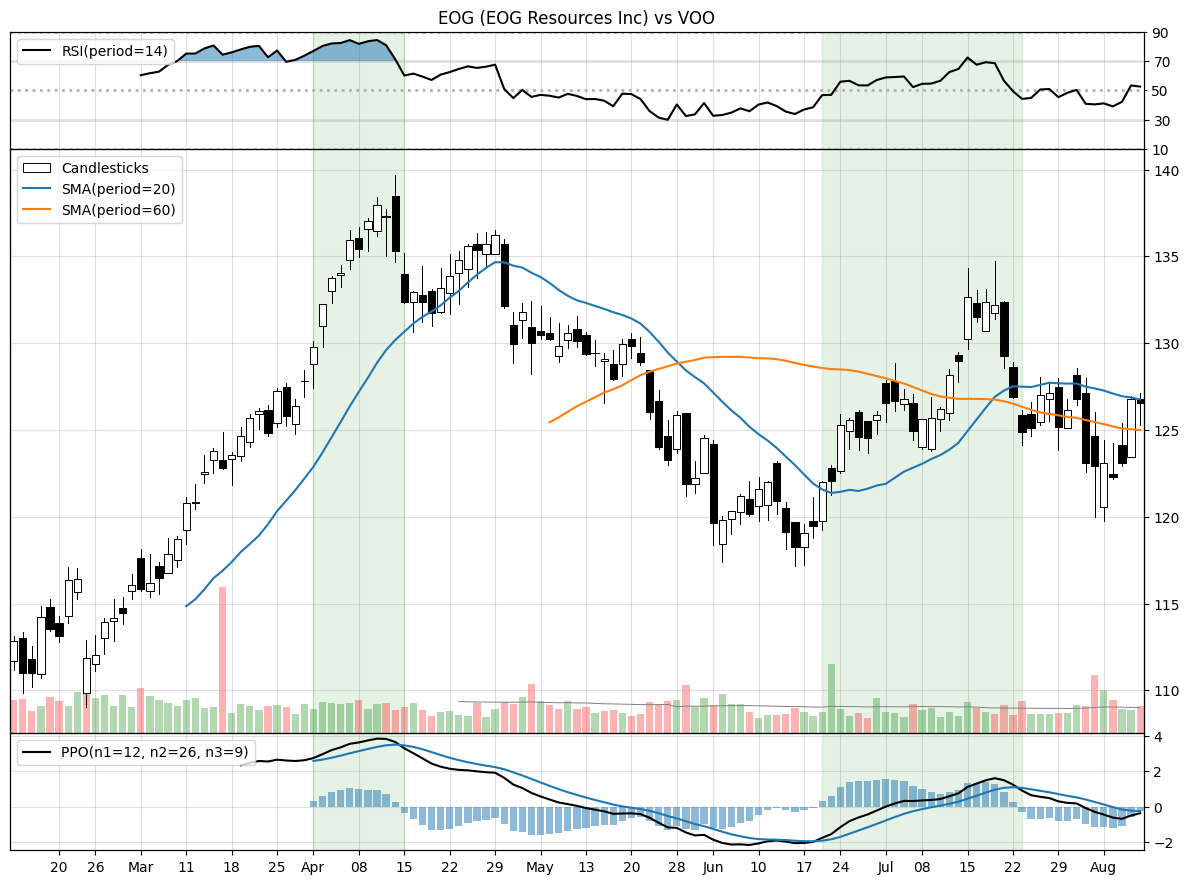 EOG (EOG Resources Inc) vs VOO
RSI(period=14)
90
70
50
30
10
Candlesticks
SMA(period=20)
SMA(period=60)
140
135
130
125
120
115
110
PPO(n1=12, n2=26, n3=9)
4
2
0
−2
20 26 Mar 11 18 Apr 08 15 22 29 May 13 20 28 Jun 10 17 24 Jul 08 15 22 29 Aug